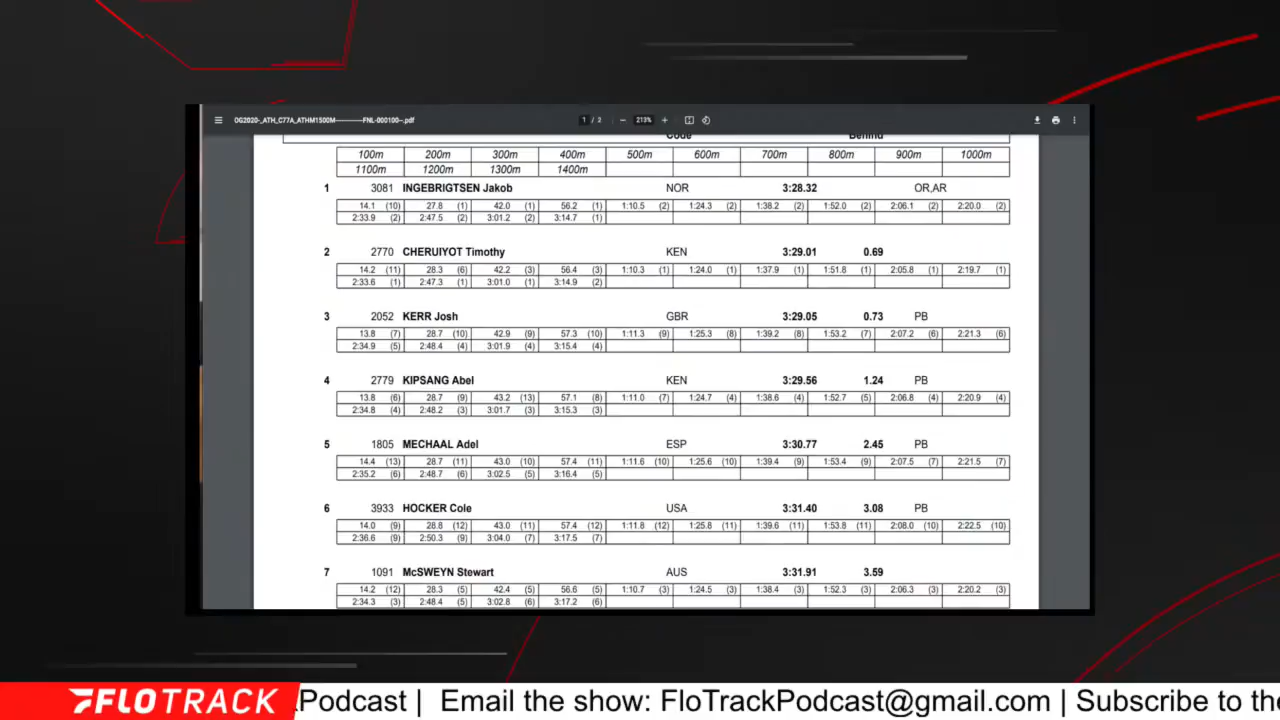 OG2020-_ATH_C77A_ATHM1500M----------------FNL-000100--.pdf 1 / 2 213%
Code Behind
100m 200m 300m 400m 500m 600m 700m 800m 900m 1000m
1100m 1200m 1300m 1400m
1 3081 INGEBRIGTSEN Jakob NOR 3:28.32 OR,AR
14.1 (10) 27.8 (1) 42.0 (1) 56.2 (1) 1:10.5 (2) 1:24.3 (2) 1:38.2 (2) 1:52.0 (2) 2:06.1 (2) 2:20.0 (2)
2:33.9 (2) 2:47.5 (2) 3:01.2 (2) 3:14.7 (1)
2 2770 CHERUIYOT Timothy KEN 3:29.01 0.69
14.2 (11) 28.3 (6) 42.2 (3) 56.4 (3) 1:10.3 (1) 1:24.0 (1) 1:37.9 (1) 1:51.8 (1) 2:05.8 (1) 2:19.7 (1)
2:33.6 (1) 2:47.3 (1) 3:01.0 (1) 3:14.9 (2)
3 2052 KERR Josh GBR 3:29.05 0.73 PB
13.8 (7) 28.7 (10) 42.9 (9) 57.3 (10) 1:11.3 (9) 1:25.3 (8) 1:39.2 (8) 1:53.2 (7) 2:07.2 (6) 2:21.3 (6)
2:34.9 (5) 2:48.4 (4) 3:01.9 (4) 3:15.4 (4)
4 2779 KIPSANG Abel KEN 3:29.56 1.24 PB
13.8 (6) 28.7 (9) 43.2 (13) 57.1 (8) 1:11.0 (7) 1:24.7 (4) 1:38.6 (4) 1:52.7 (5) 2:06.8 (4) 2:20.9 (4)
2:34.8 (4) 2:48.2 (3) 3:01.7 (3) 3:15.3 (3)
5 1805 MECHAAL Adel ESP 3:30.77 2.45 PB
14.4 (13) 28.7 (11) 43.0 (10) 57.4 (11) 1:11.6 (10) 1:25.6 (10) 1:39.4 (9) 1:53.4 (9) 2:07.5 (7) 2:21.5 (7)
2:35.2 (6) 2:48.7 (6) 3:02.5 (5) 3:16.4 (5)
6 3933 HOCKER Cole USA 3:31.40 3.08 PB
14.0 (9) 28.8 (12) 43.0 (11) 57.4 (12) 1:11.8 (12) 1:25.8 (11) 1:39.6 (11) 1:53.8 (11) 2:08.0 (10) 2:22.5 (10)
2:36.6 (9) 2:50.3 (9) 3:04.0 (7) 3:17.5 (7)
7 1091 McSWEYN Stewart AUS 3:31.91 3.59
14.2 (12) 28.3 (5) 42.4 (5) 56.6 (5) 1:10.7 (3) 1:24.5 (3) 1:38.4 (3) 1:52.3 (3) 2:06.3 (3) 2:20.2 (3)
2:34.3 (3) 2:48.4 (5) 3:02.8 (6) 3:17.2 (6)
FLOTRACK kPodcast | Email the show: FloTrackPodcast@gmail.com | Subscribe to the